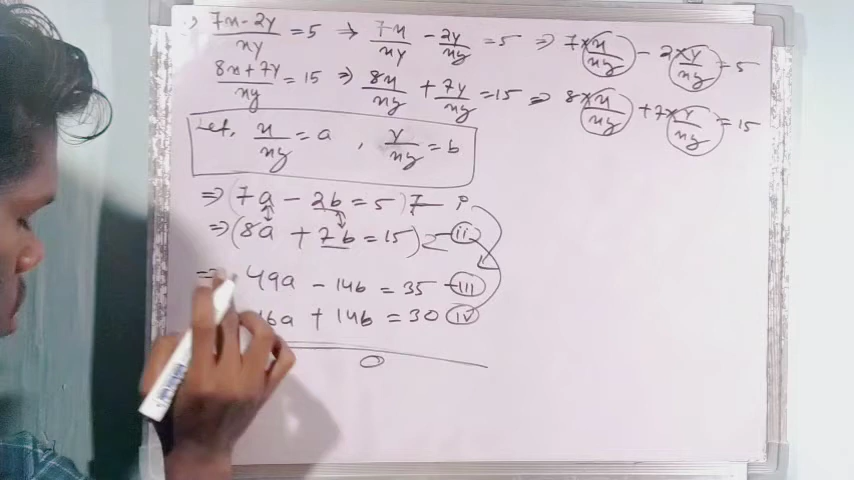 ⇒ 7x-2y/xy = 5 ⇒ 7x/xy - 2y/xy = 5 ⇒ 7×x/xy - 2×y/xy = 5
8x+7y/xy = 15 ⇒ 8x/xy + 7y/xy = 15 ⇒ 8×x/xy + 7×y/xy = 15
Let, x/xy = a , y/xy = b
⇒ (7a - 2b = 5) 7 — i
⇒ (8a + 7b = 15) 2 — ii
⇒ 49a - 14b = 35 — III
16a + 14b = 30 IV
0